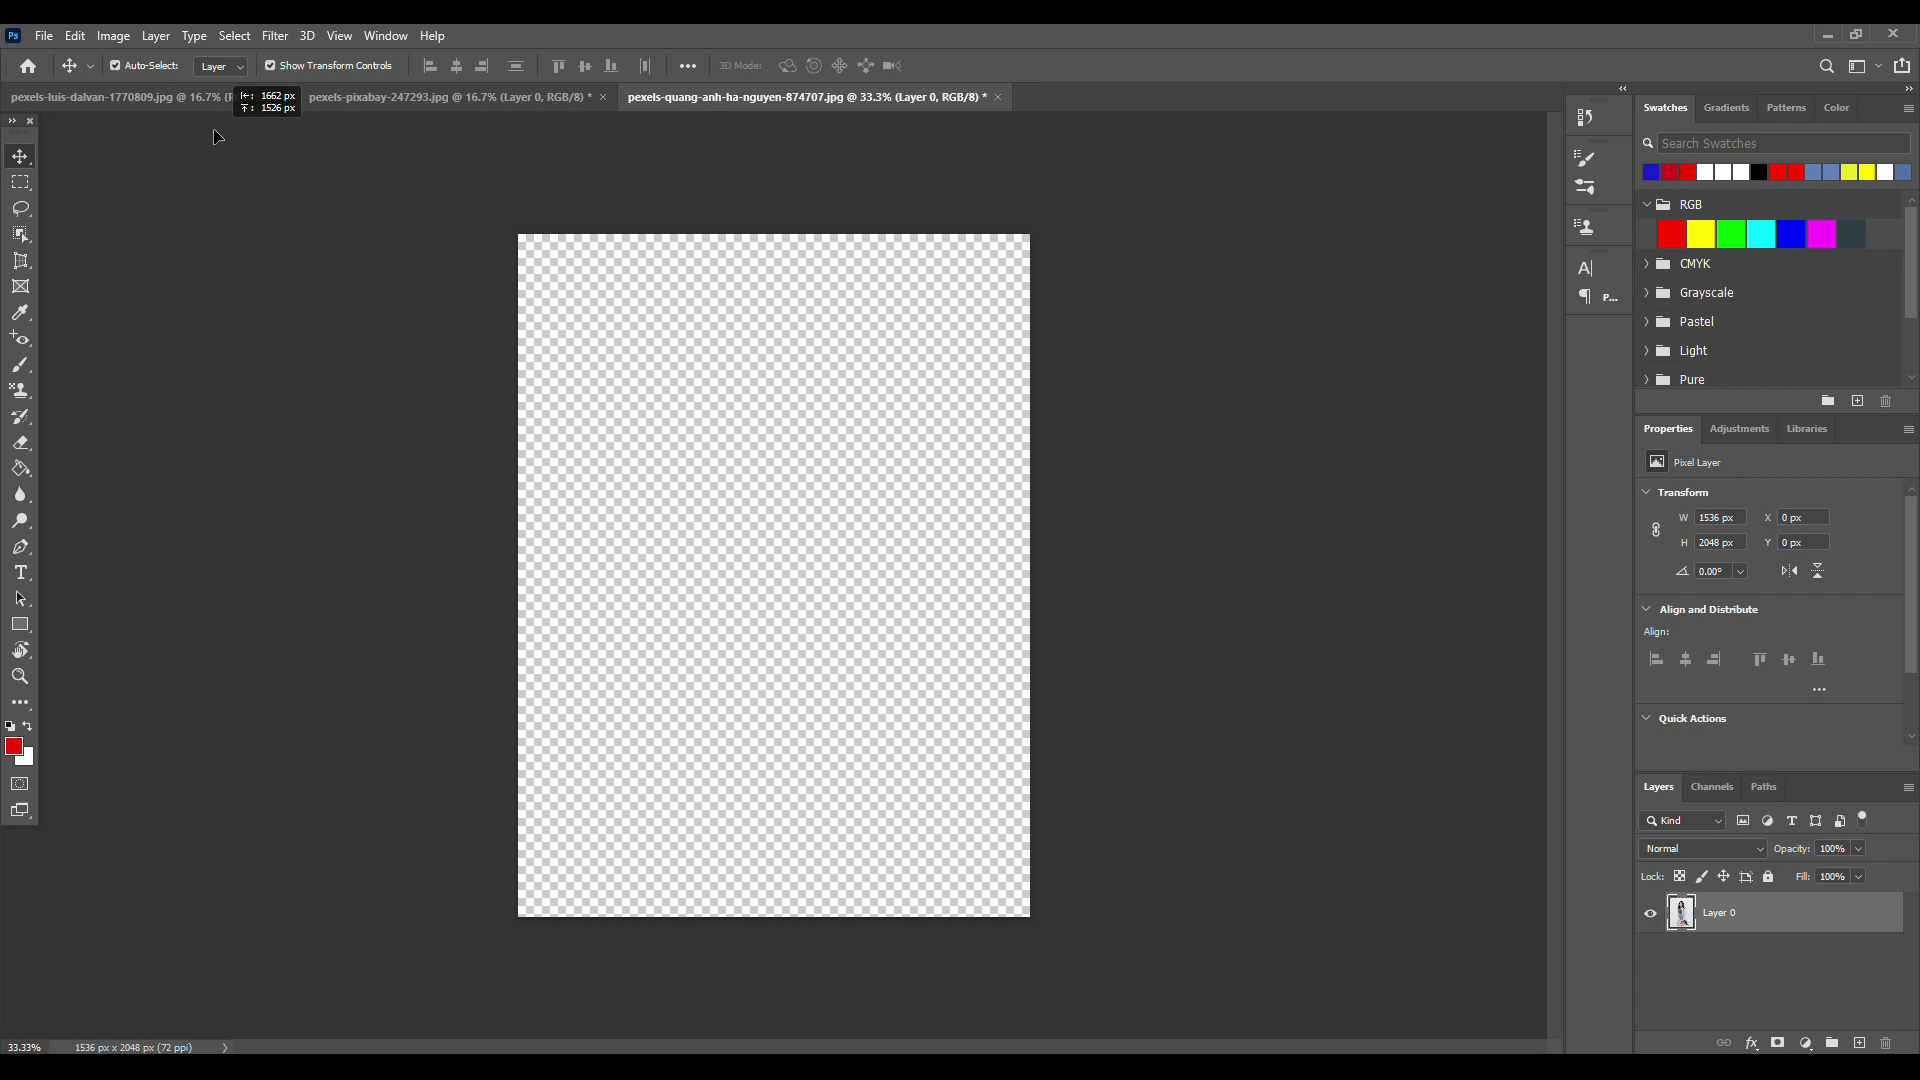 Ps File Edit Image Layer Type Select Filter 3D View Window Help
Auto-Select: Layer Show Transform Controls 3D Mode:
pexels-luis-dalvan-1770809.jpg @ 16.7% (R pexels-pixabay-247293.jpg @ 16.7% (Layer 0, RGB/8) * × pexels-quang-anh-ha-nguyen-874707.jpg @ 33.3% (Layer 0, RGB/8) * ×
: 1662 px
: 1526 px
Swatches Gradients Patterns Color
Search Swatches
RGB
CMYK
Grayscale
Pastel
Light
Pure
P...
Properties Adjustments Libraries
Pixel Layer
Transform
W 1536 px X 0 px
H 2048 px Y 0 px
0.00°
Align and Distribute
Align:
Quick Actions
Layers Channels Paths
Kind
Normal Opacity: 100%
Lock: Fill: 100%
Layer 0
fx
33.33% 1536 px x 2048 px (72 ppi)